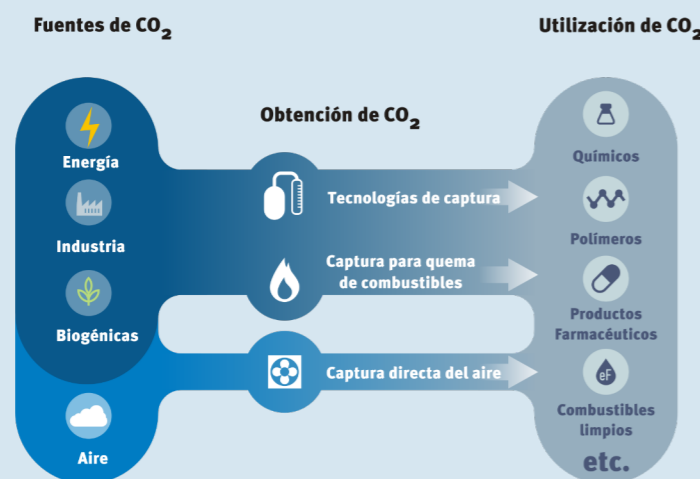 Fuentes de CO₂
Energía
Industria
Biogénicas
Aire
Obtención de CO₂
Tecnologías de captura
Captura para quema
de combustibles
Captura directa del aire
Utilización de CO₂
Químicos
Polímeros
Productos
Farmacéuticos
eF
Combustibles
limpios
etc.